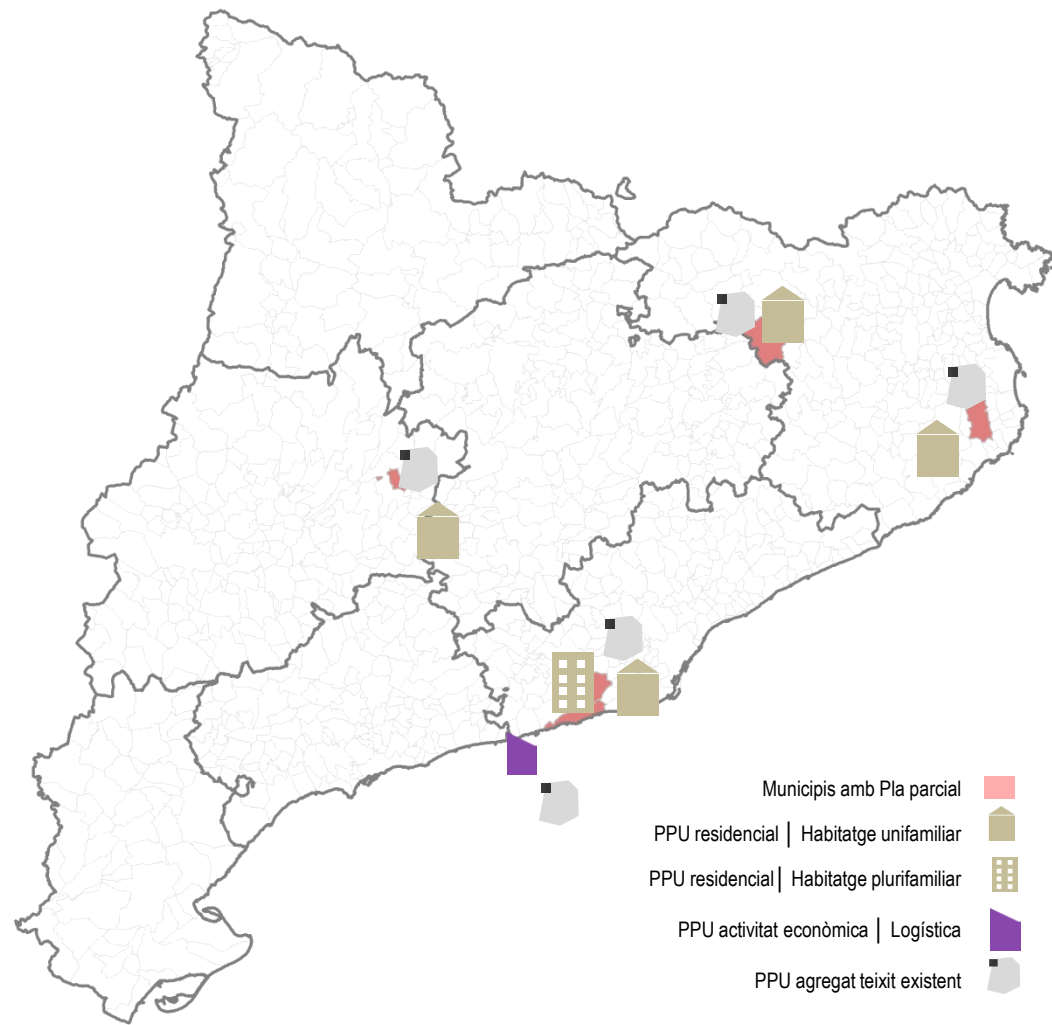 Municipis amb Pla parcial
PPU residencial | Habitatge unifamiliar
PPU residencial | Habitatge plurifamiliar
PPU activitat econòmica | Logística
PPU agregat teixit existent